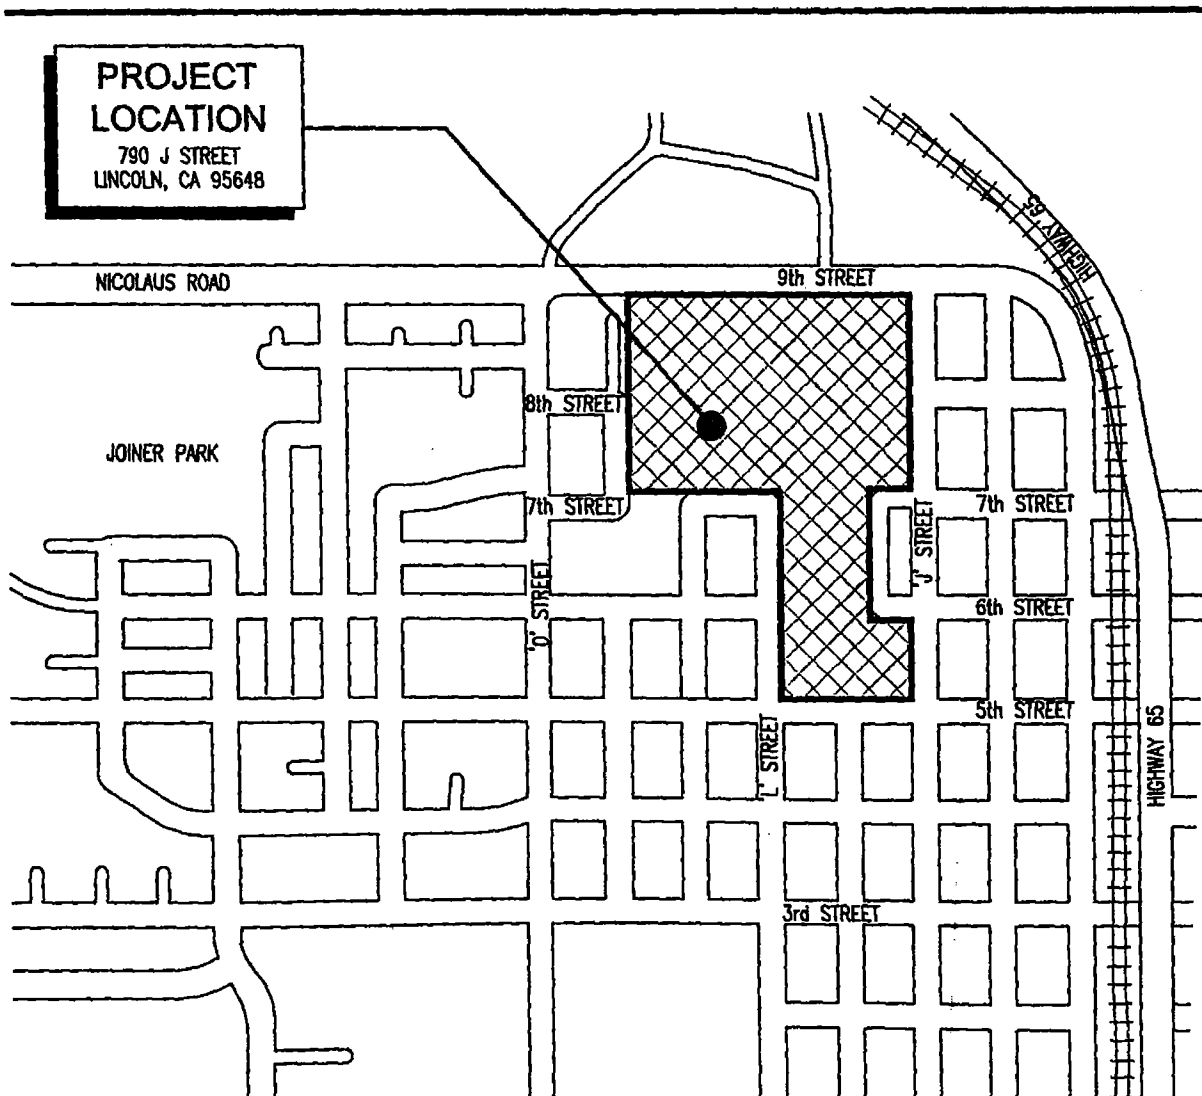 PROJECT
LOCATION
790 J STREET
LINCOLN, CA 95648
HIGHWAY 65
NICOLAUS ROAD
9th STREET
8th STREET
JOINER PARK
7th STREET
'J' STREET
7th STREET
'O' STREET
6th STREET
5th STREET
'L' STREET
HIGHWAY 65
3rd STREET